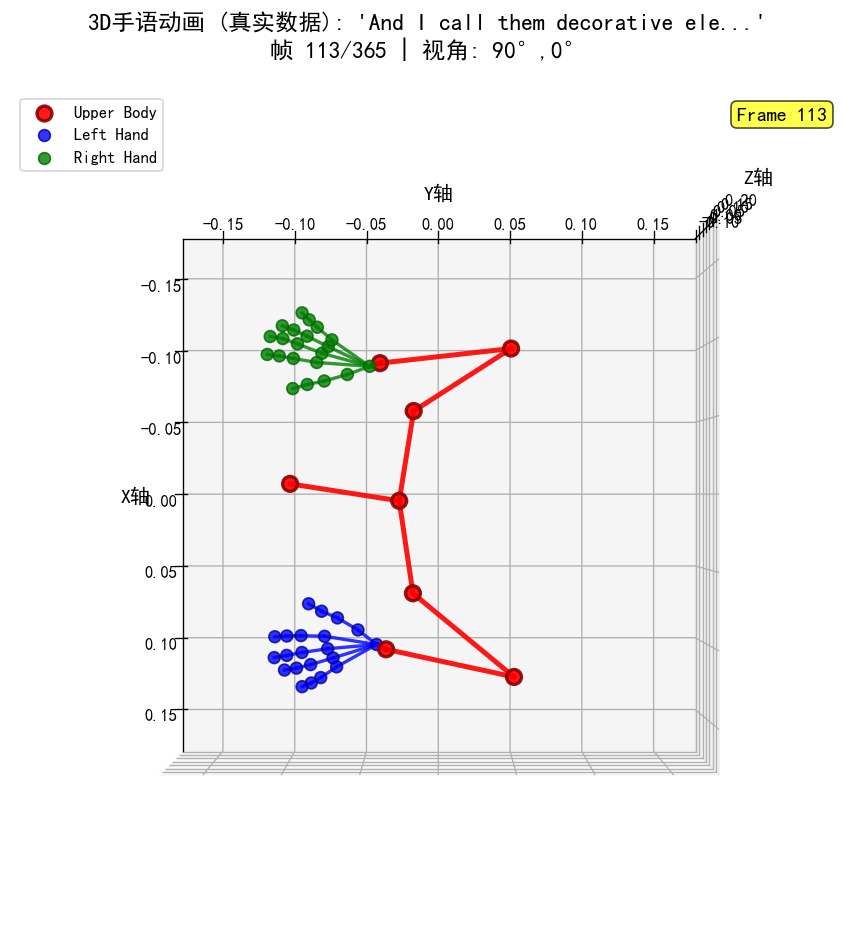 3D手语动画 (真实数据): 'And I call them decorative ele...'
帧 113/365 | 视角: 90°,0°
Upper Body
Left Hand
Right Hand
Frame 113
Z轴
Y轴
-0.15 -0.10 -0.05 0.00 0.05 0.10 0.15
-0.15
-0.10
-0.05
X轴
0.00
0.05
0.10
0.15